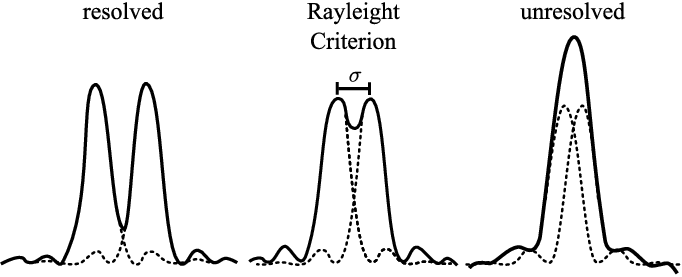 resolved
Rayleight
Criterion
unresolved
σ